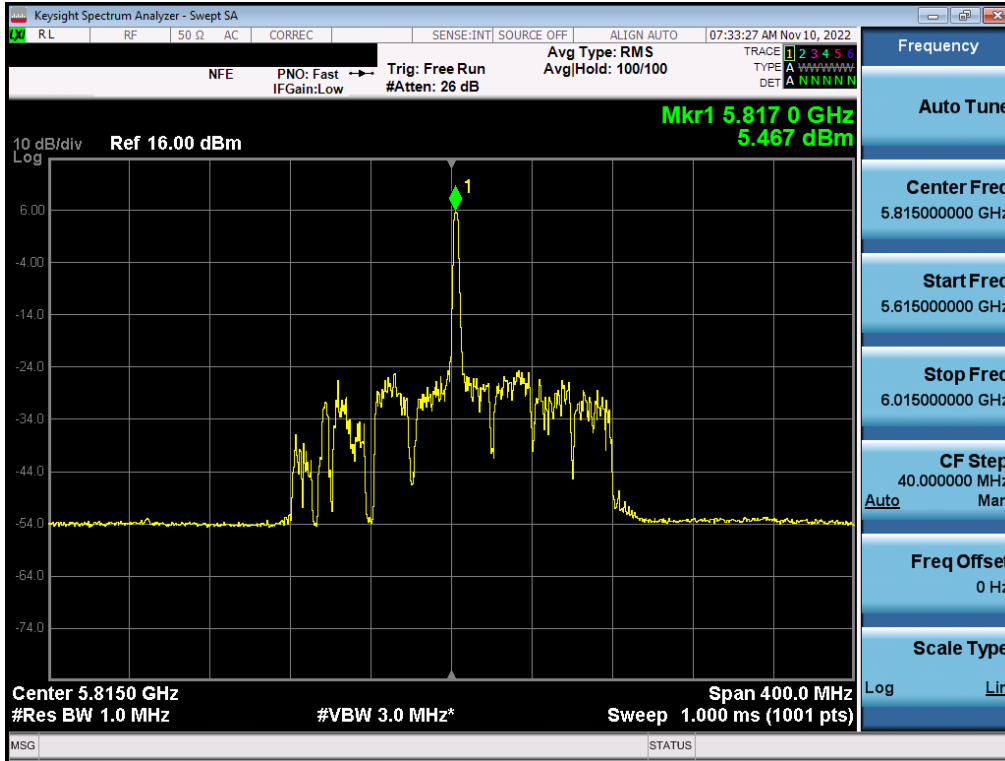 Keysight Spectrum Analyzer - Swept SA
LXI RL RF 50 Ω AC CORREC SENSE:INT SOURCE OFF ALIGN AUTO 07:33:27 AM Nov 10, 2022
NFE PNO: Fast Trig: Free Run Avg Type: RMS TRACE 1 2 3 4 5 6
IFGain:Low #Atten: 26 dB Avg|Hold: 100/100 TYPE A WWWWW
DET A N N N N N
Mkr1 5.817 0 GHz
5.467 dBm
10 dB/div Ref 16.00 dBm
Log
1
6.00
-4.00
-14.0
-24.0
-34.0
-44.0
-54.0
-64.0
-74.0
Center 5.8150 GHz Span 400.0 MHz
#Res BW 1.0 MHz #VBW 3.0 MHz* Sweep 1.000 ms (1001 pts)
MSG STATUS
Frequency
Auto Tune
Center Freq
5.815000000 GHz
Start Freq
5.615000000 GHz
Stop Freq
6.015000000 GHz
CF Step
40.000000 MHz
Auto Man
Freq Offset
0 Hz
Scale Type
Log Lin